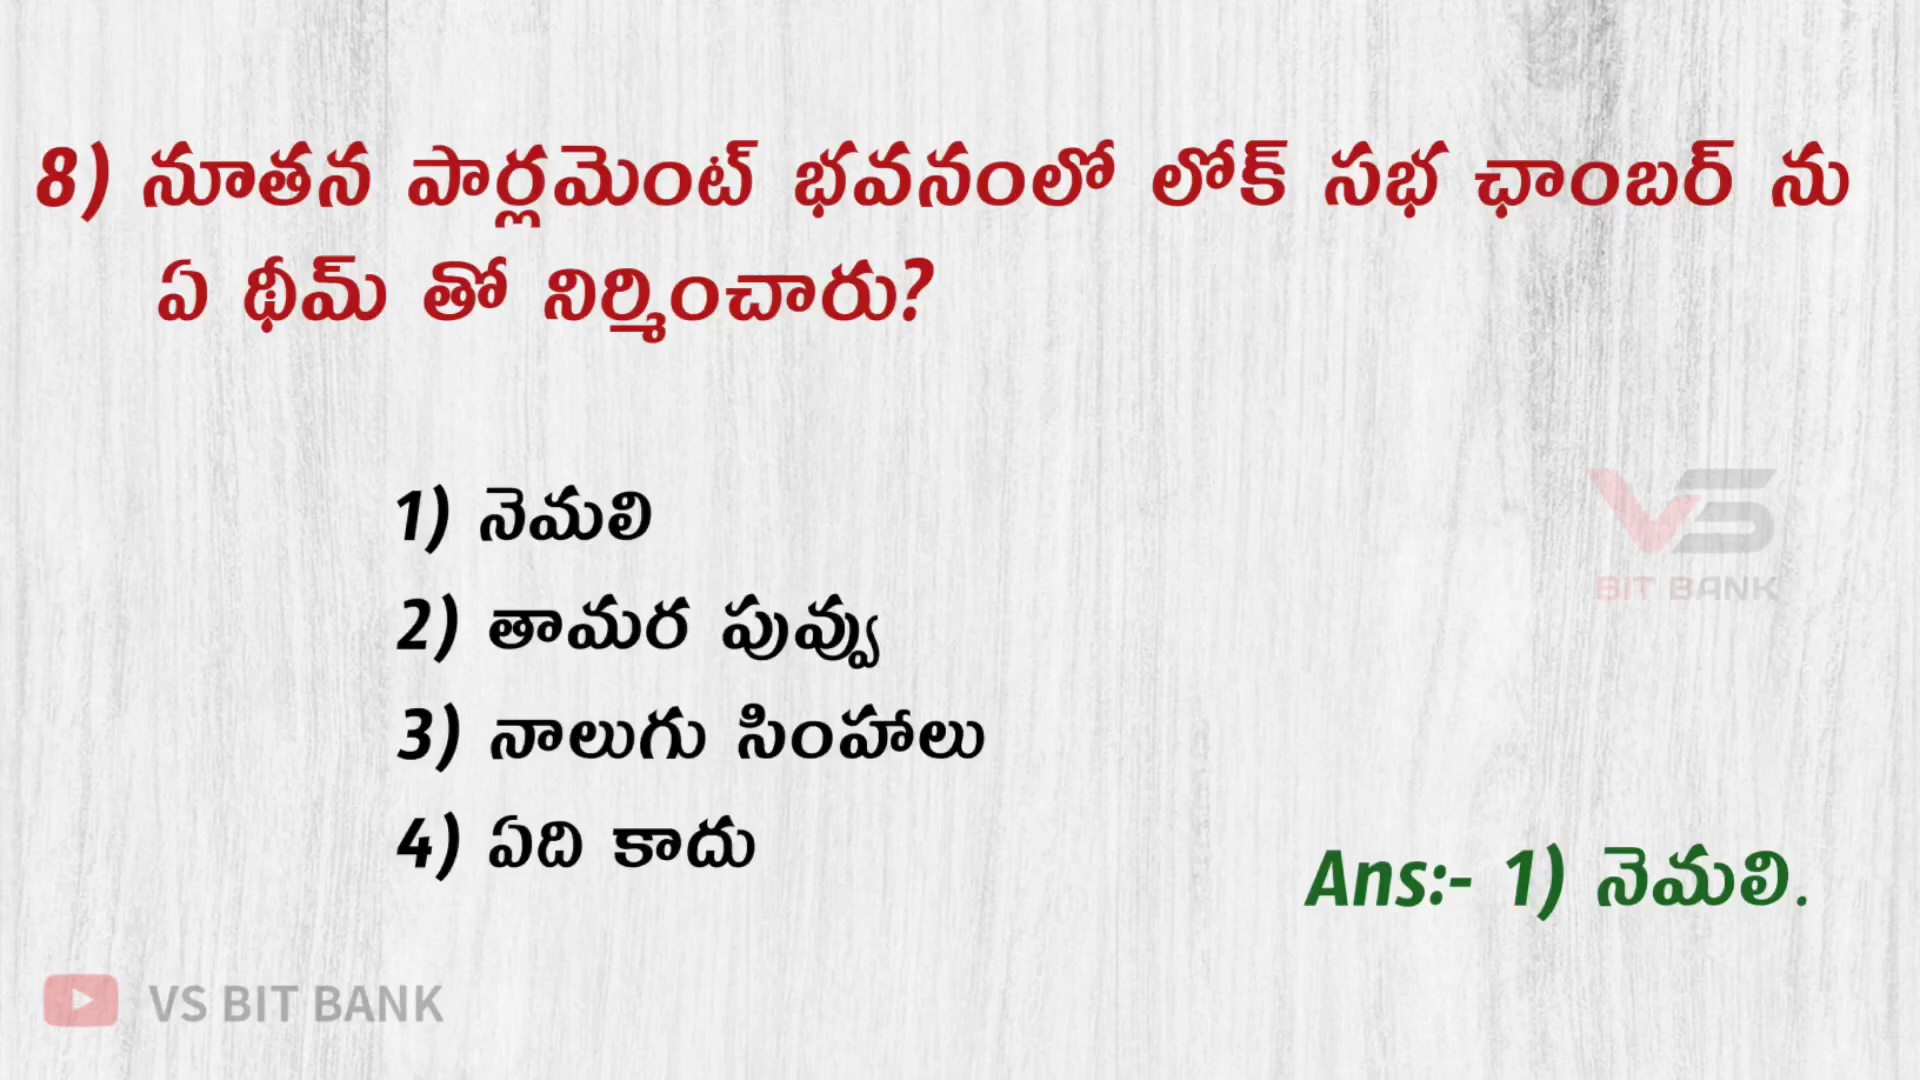 8) నూతన పార్లమెంట్ భవనంలో లోక్ సభ ఛాంబర్ ను
ఏ థీమ్ తో నిర్మించారు?
1) నెమలి
2) తామర పువ్వు
3) నాలుగు సింహాలు
4) ఏది కాదు
Ans:- 1) నెమలి.
VS
BIT BANK
VS BIT BANK